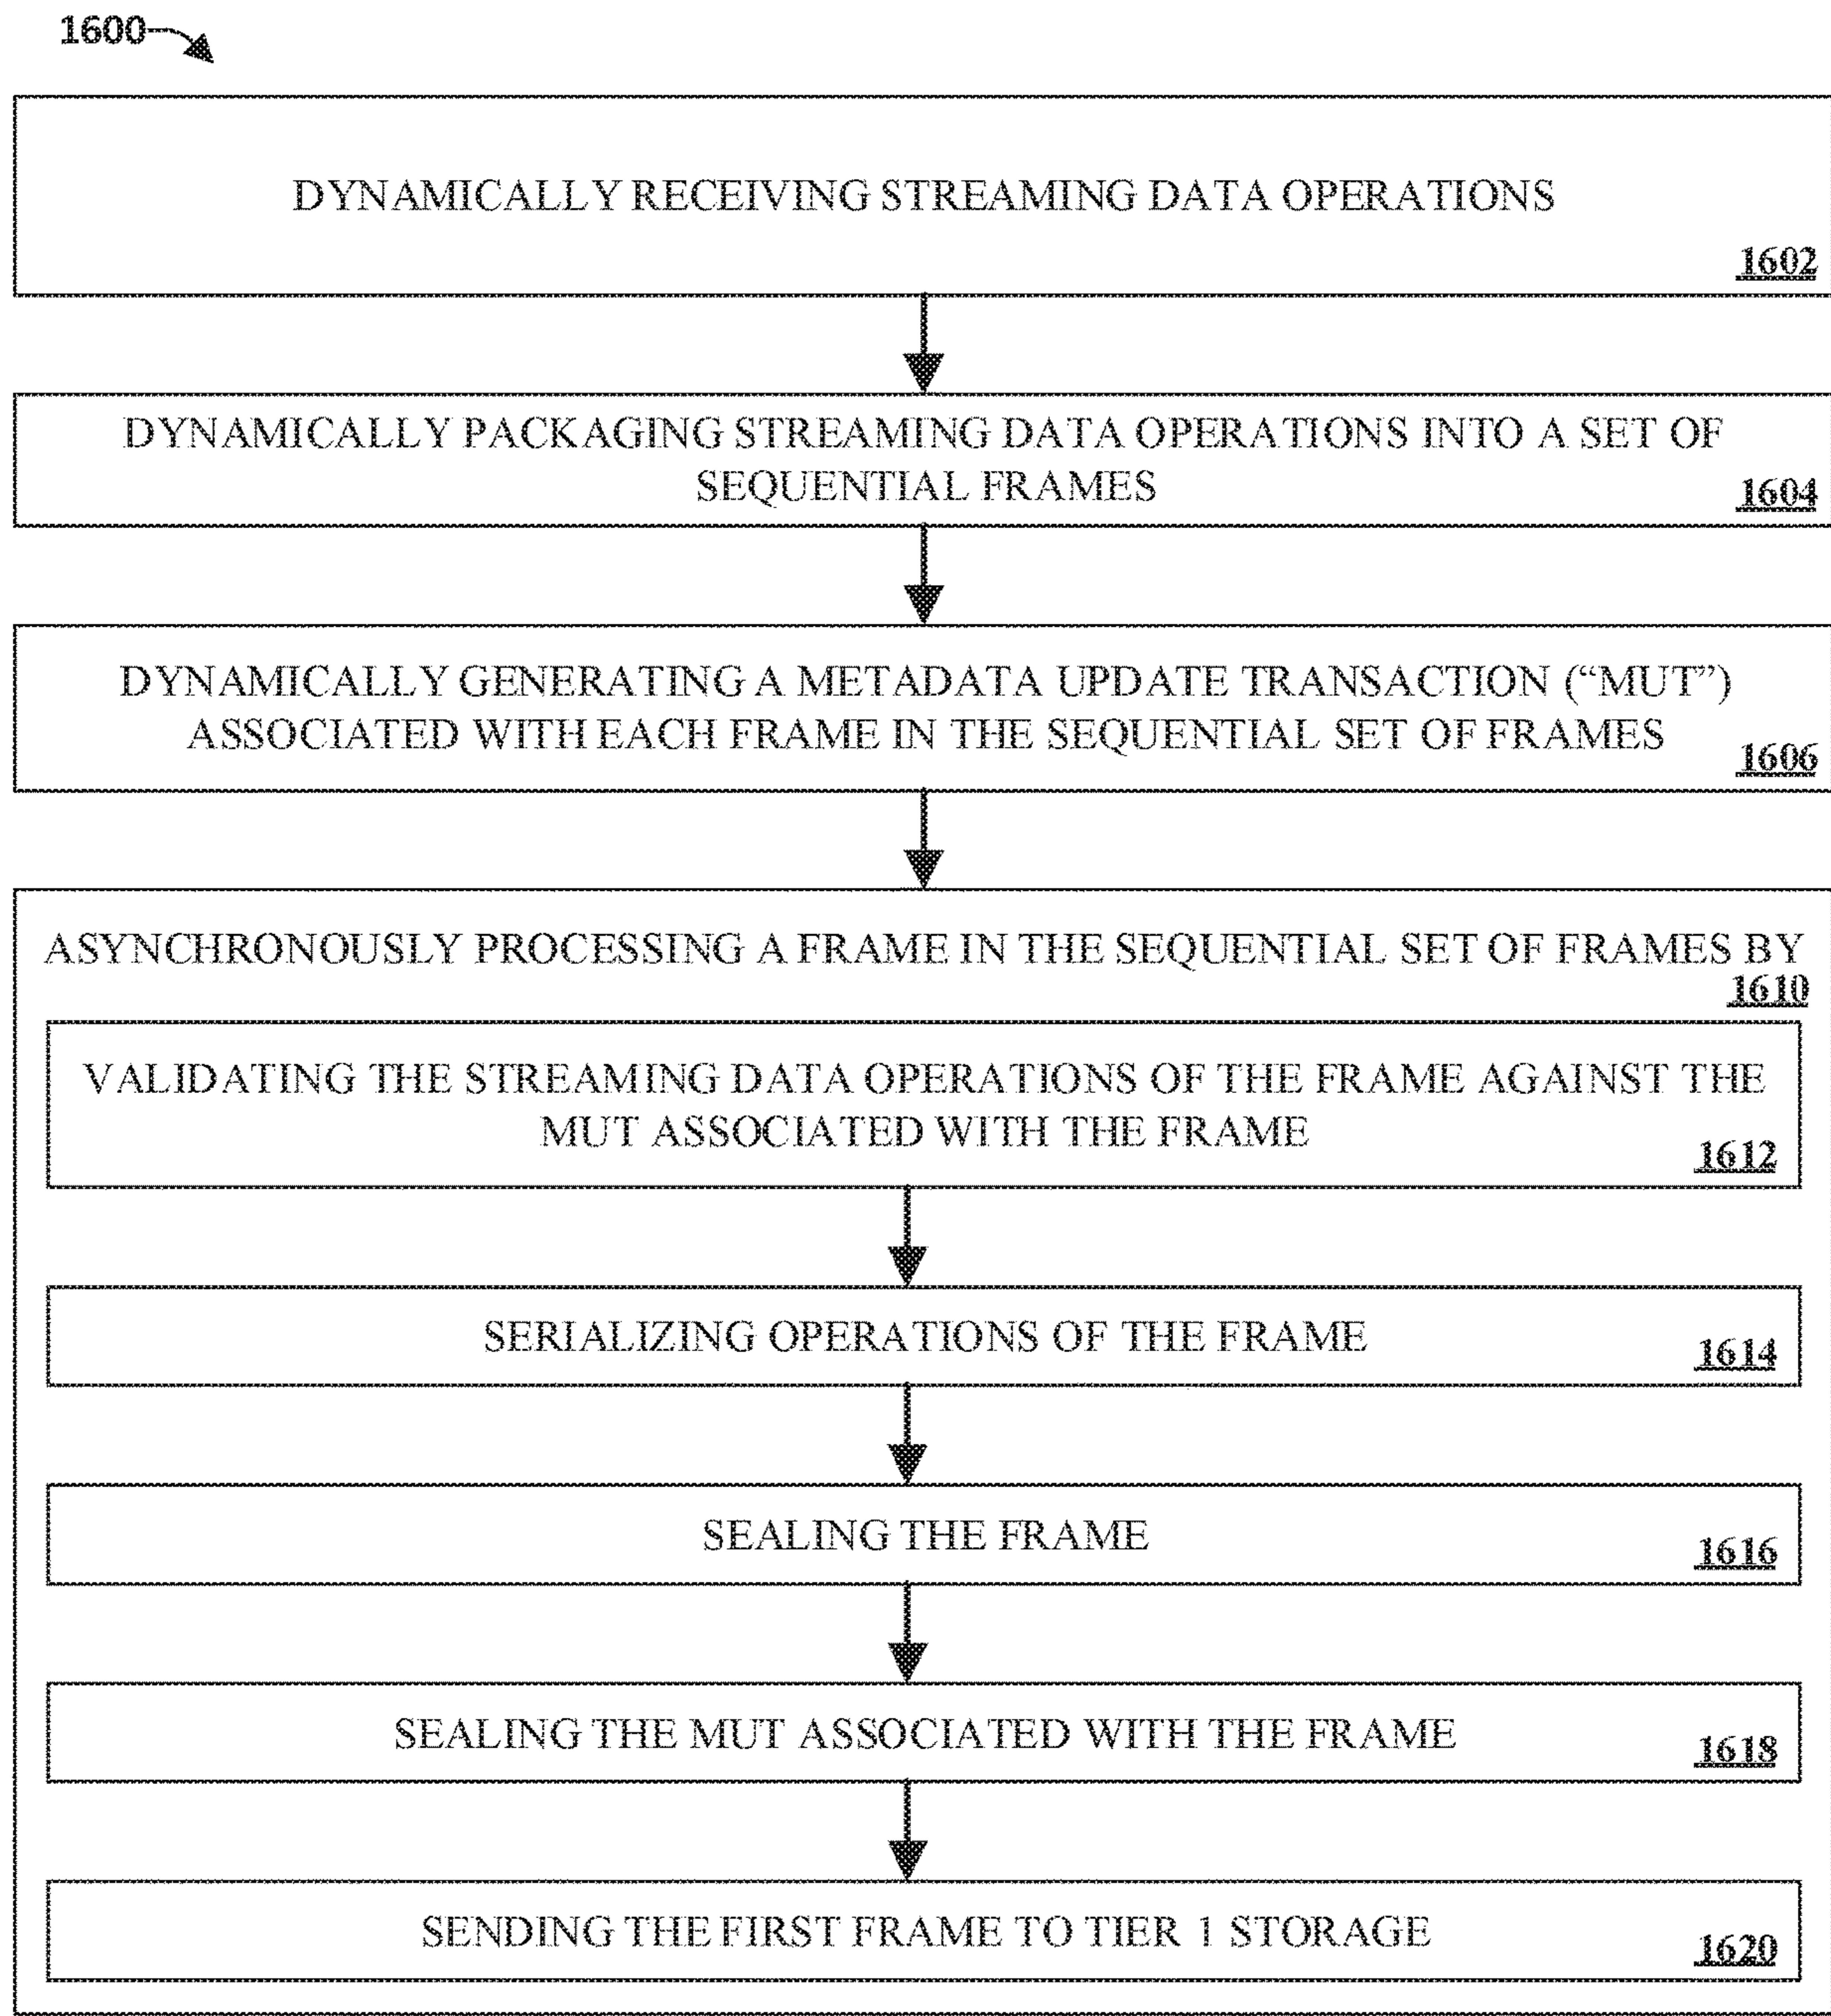 1600
DYNAMICALLY RECEIVING STREAMING DATA OPERATIONS
1602
DYNAMICALLY PACKAGING STREAMING DATA OPERATIONS INTO A SET OF
SEQUENTIAL FRAMES
1604
DYNAMICALLY GENERATING A METADATA UPDATE TRANSACTION (“MUT”)
ASSOCIATED WITH EACH FRAME IN THE SEQUENTIAL SET OF FRAMES
1606
ASYNCHRONOUSLY PROCESSING A FRAME IN THE SEQUENTIAL SET OF FRAMES BY
1610
VALIDATING THE STREAMING DATA OPERATIONS OF THE FRAME AGAINST THE
MUT ASSOCIATED WITH THE FRAME
1612
SERIALIZING OPERATIONS OF THE FRAME
1614
SEALING THE FRAME
1616
SEALING THE MUT ASSOCIATED WITH THE FRAME
1618
SENDING THE FIRST FRAME TO TIER 1 STORAGE
1620